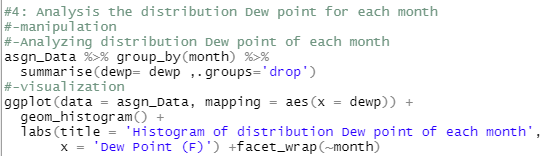 #4: Analysis the distribution Dew point for each month
#-manipulation
#-Analyzing distribution Dew point of each month
asgn_Data %>% group_by(month) %>%
  summarise(dewp= dewp ,.groups='drop')
#-visualization
ggplot(data = asgn_Data, mapping = aes(x = dewp)) +
  geom_histogram() +
  labs(title = 'Histogram of distribution Dew point of each month',
       x = 'Dew Point (F)') +facet_wrap(~month)